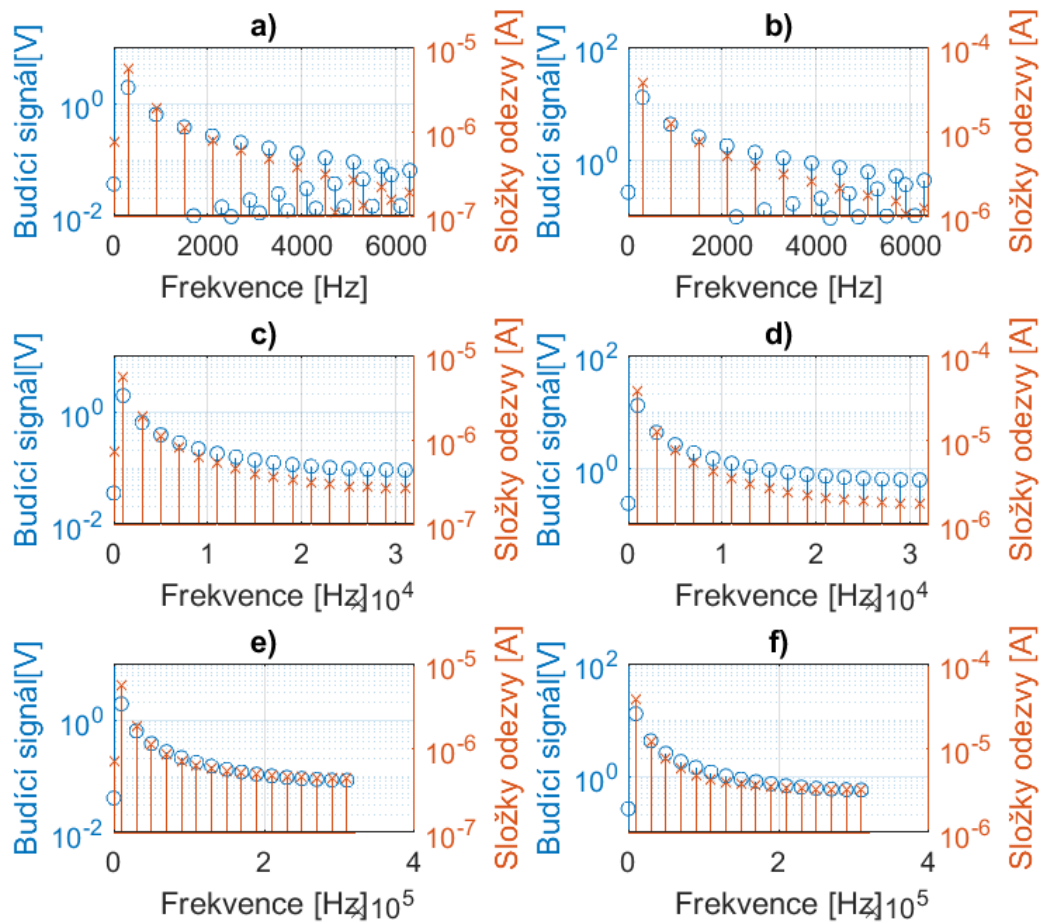 a)
Budící signál[V]
10^0
10^-2
10^-5
10^-6
10^-7
Složky odezvy [A]
0 2000 4000 6000
Frekvence [Hz]
b)
Budící signál[V]
10^2
10^0
10^-4
10^-5
10^-6
Složky odezvy [A]
0 2000 4000 6000
Frekvence [Hz]
c)
Budící signál[V]
10^0
10^-2
10^-5
10^-6
10^-7
Složky odezvy [A]
0 1 2 3
Frekvence [Hz]
×10^4
d)
Budící signál[V]
10^2
10^0
10^-4
10^-5
10^-6
Složky odezvy [A]
0 1 2 3
Frekvence [Hz]
×10^4
e)
Budící signál[V]
10^0
10^-2
10^-5
10^-6
10^-7
Složky odezvy [A]
0 2 4
Frekvence [Hz]
×10^5
f)
Budící signál[V]
10^2
10^0
10^-4
10^-5
10^-6
Složky odezvy [A]
0 2 4
Frekvence [Hz]
×10^5